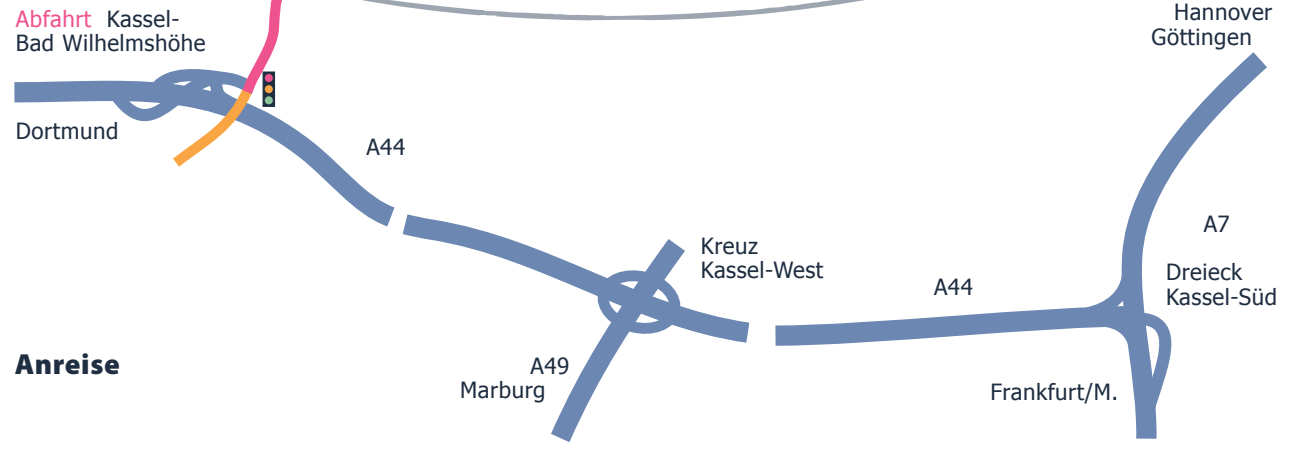 Abfahrt Kassel-
Bad Wilhelmshöhe
Dortmund
A44
Hannover
Göttingen
A7
Kreuz
Kassel-West
A44
Dreieck
Kassel-Süd
Anreise
A49
Marburg
Frankfurt/M.